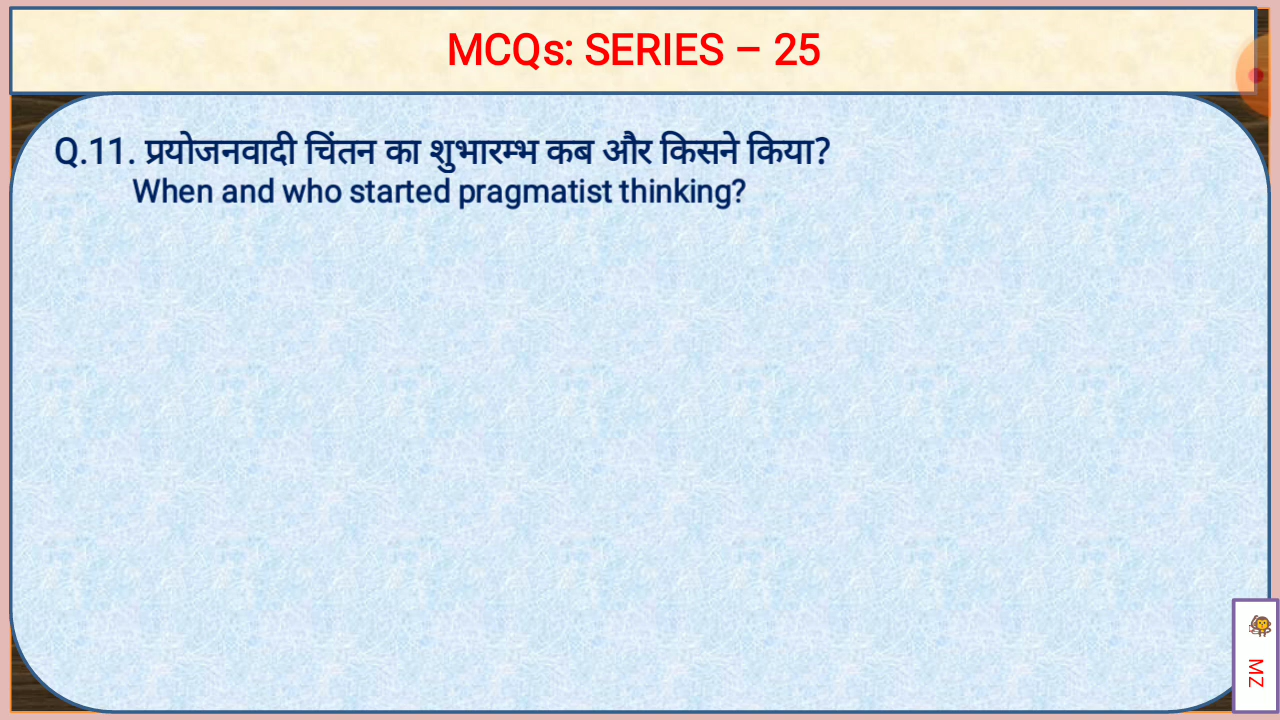 MCQs: SERIES – 25
Q.11. प्रयोजनवादी चिंतन का शुभारम्भ कब और किसने किया?
When and who started pragmatist thinking?
MZ